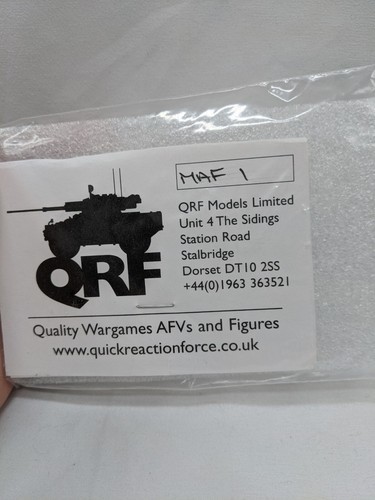 MAF 1
QRF Models Limited
Unit 4 The Sidings
Station Road
Stalbridge
Dorset DT10 2SS
+44(0)1963 363521
QRF
Quality Wargames AFVs and Figures
www.quickreactionforce.co.uk